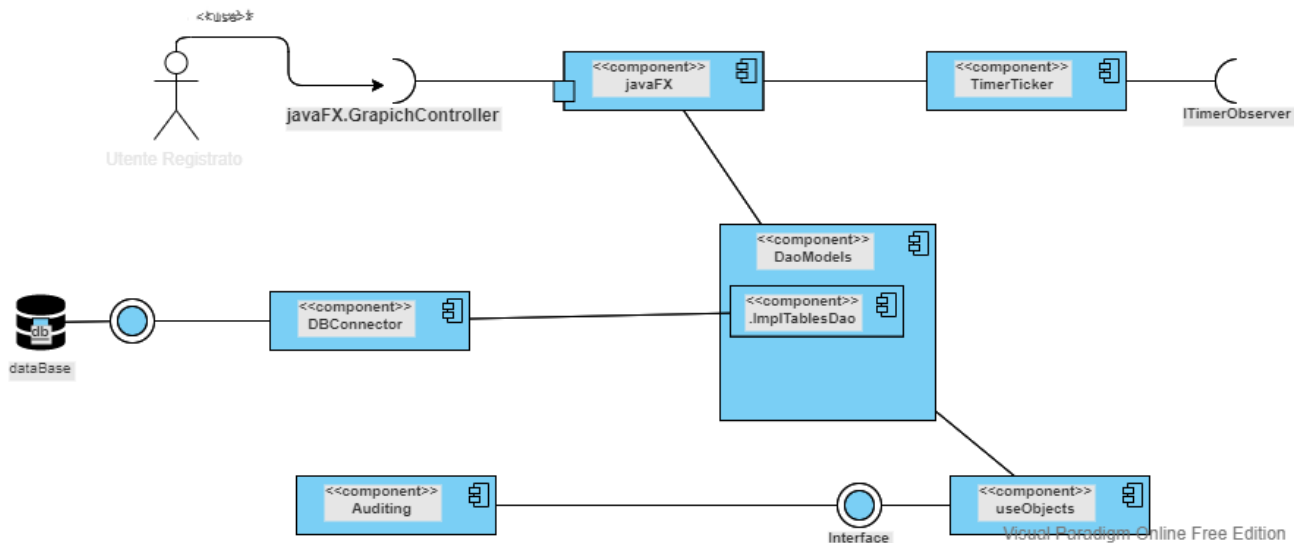 <<use>>
<<component>>
javaFX
<<component>>
TimerTicker
javaFX.GrapichController
ITimerObserver
Utente Registrato
<<component>>
DaoModels
<<component>>
.ImplTablesDao
<<component>>
DBConnector
db
dataBase
<<component>>
Auditing
<<component>>
useObjects
Interface
Visual Paradigm Online Free Edition